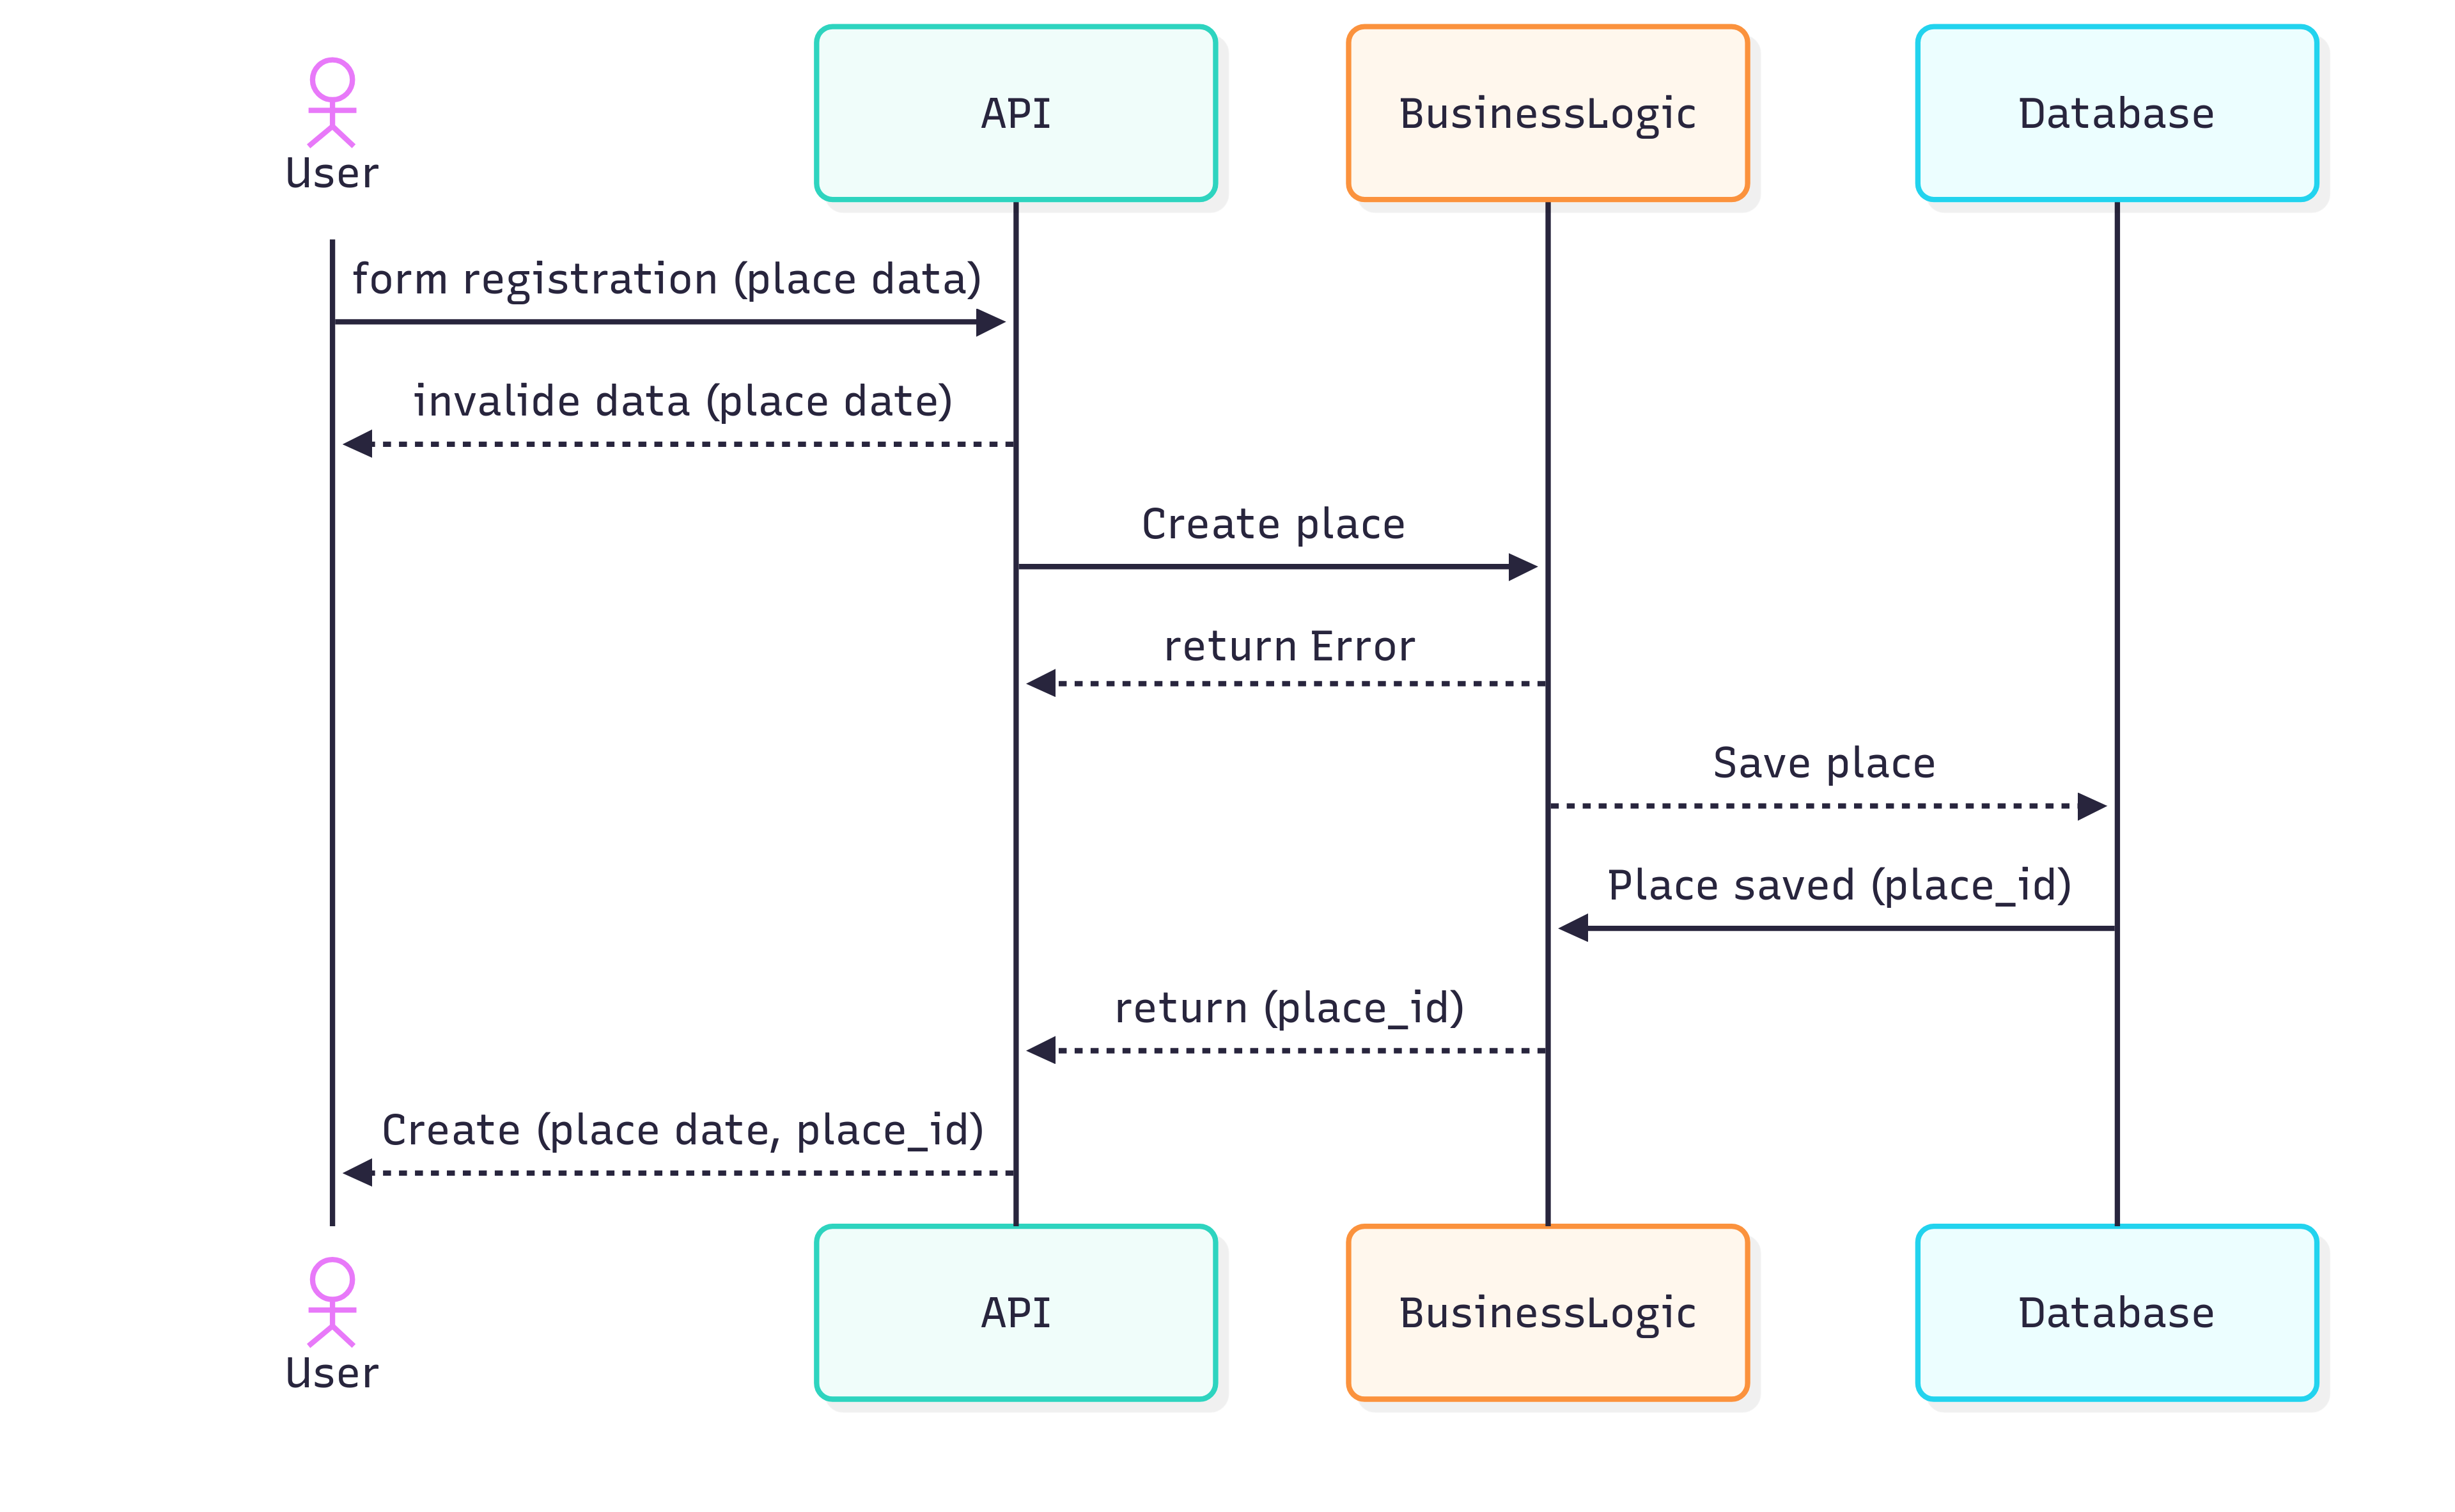 User
API
BusinessLogic
Database
form registration (place data)
invalide data (place date)
Create place
return Error
Save place
Place saved (place_id)
return (place_id)
Create (place date, place_id)
User
API
BusinessLogic
Database